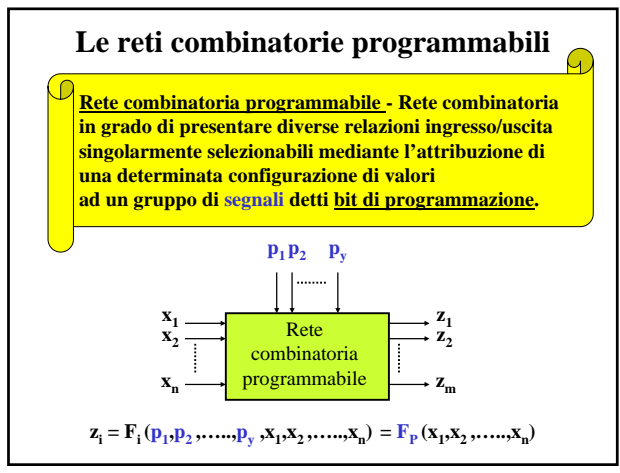 Le reti combinatorie programmabili
Rete combinatoria programmabile - Rete combinatoria
in grado di presentare diverse relazioni ingresso/uscita
singolarmente selezionabili mediante l'attribuzione di
una determinata configurazione di valori
ad un gruppo di segnali detti bit di programmazione.
p1 p2 py
........
x1
x2
xn
Rete
combinatoria
programmabile
z1
z2
zm
zi = Fi (p1,p2 ,.....,py ,x1,x2 ,.....,xn) = FP (x1,x2 ,.....,xn)